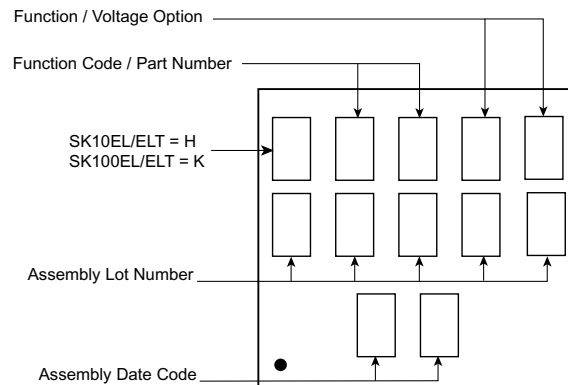 Function / Voltage Option
Function Code / Part Number
SK10EL/ELT = H
SK100EL/ELT = K
Assembly Lot Number
Assembly Date Code